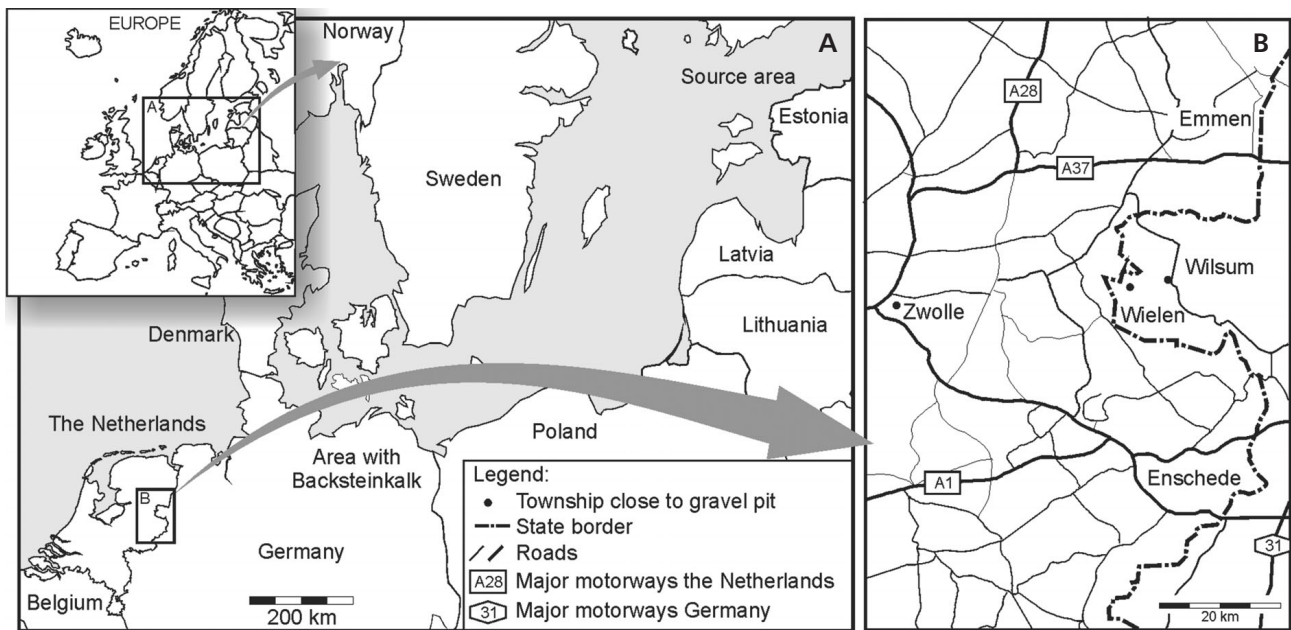 EUROPE
A
Norway
A
Source area
Estonia
Sweden
Latvia
Denmark
Lithuania
The Netherlands
Poland
Area with
Backsteinkalk
B
Germany
Belgium
200 km
Legend:
Township close to gravel pit
State border
Roads
A28 Major motorways the Netherlands
31 Major motorways Germany
B
A28
Emmen
A37
Wilsum
Zwolle
Wielen
A1
Enschede
31
20 km